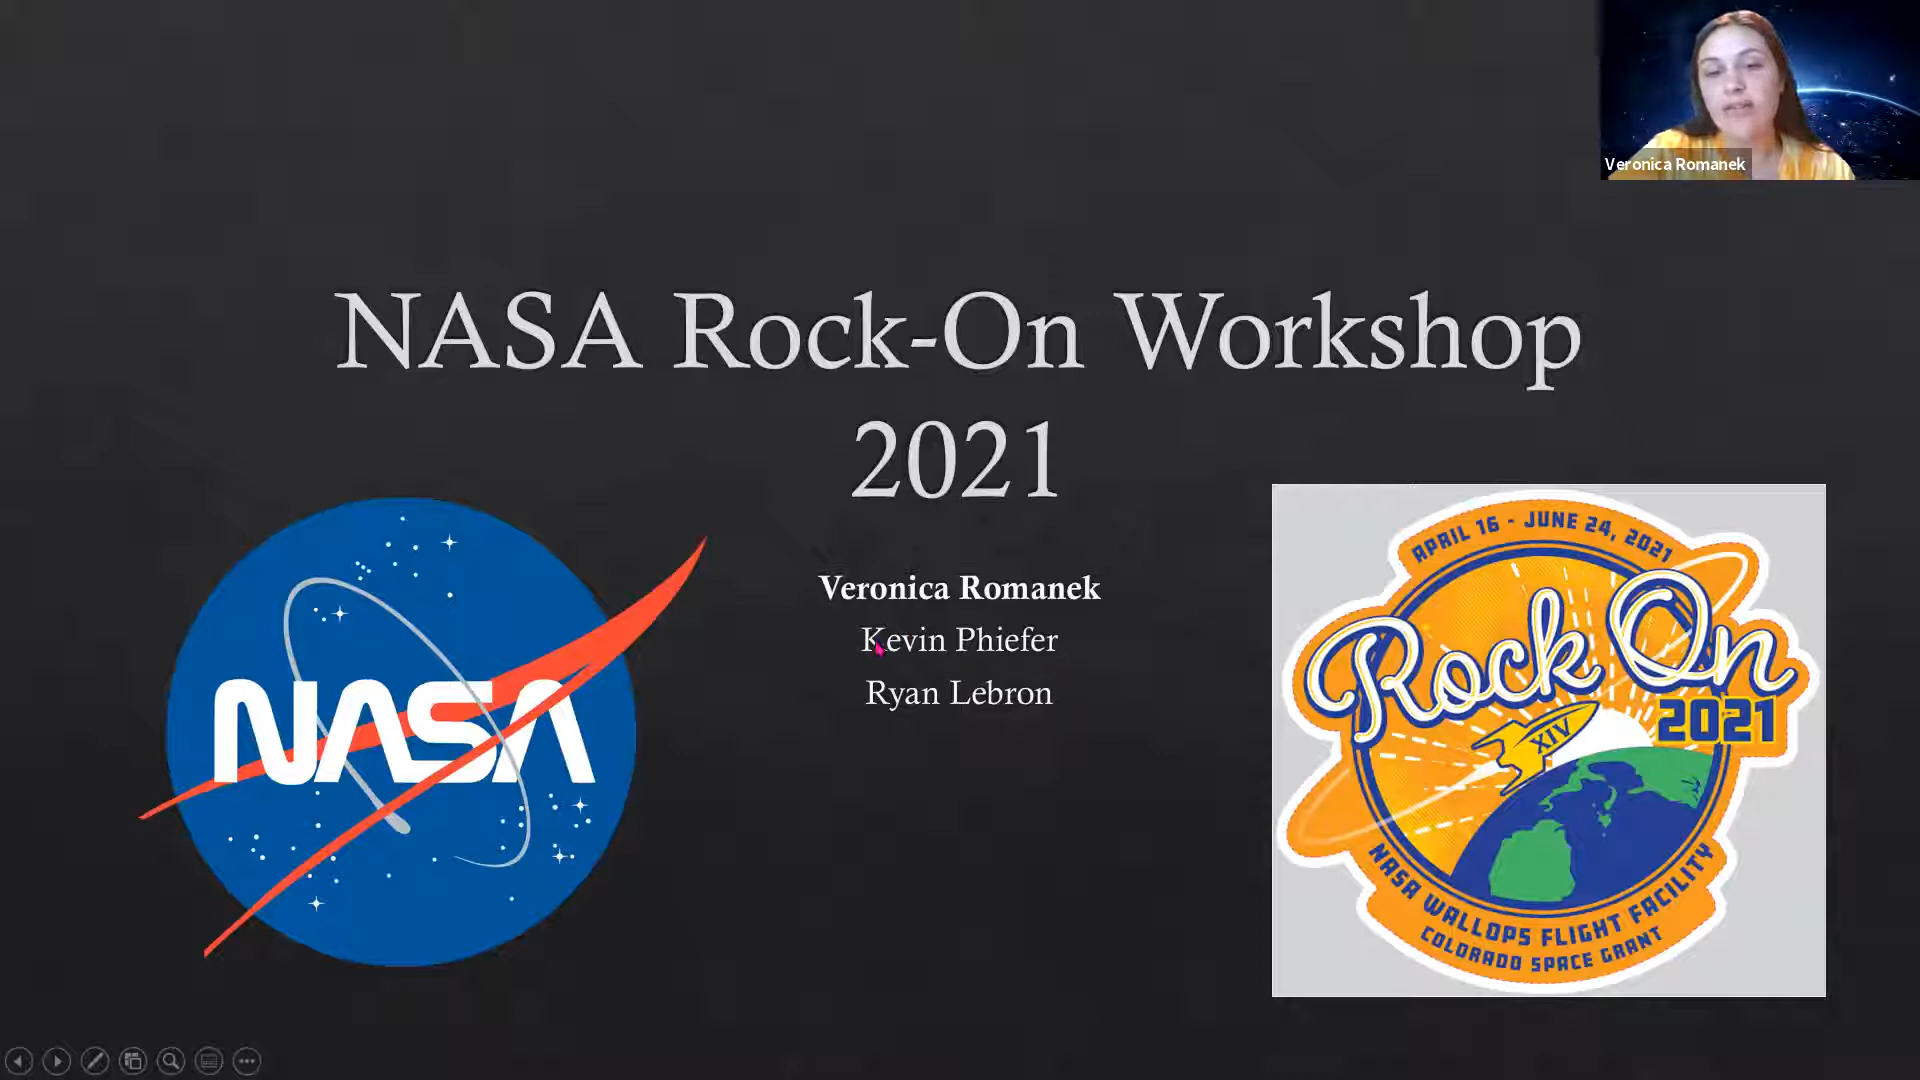 Veronica Romanek
NASA Rock-On Workshop
2021
Veronica Romanek
Kevin Phiefer
Ryan Lebron
NASA
APRIL 16 - JUNE 24, 2021
Rock On
2021
XIV
NASA WALLOPS FLIGHT FACILITY
COLORADO SPACE GRANT